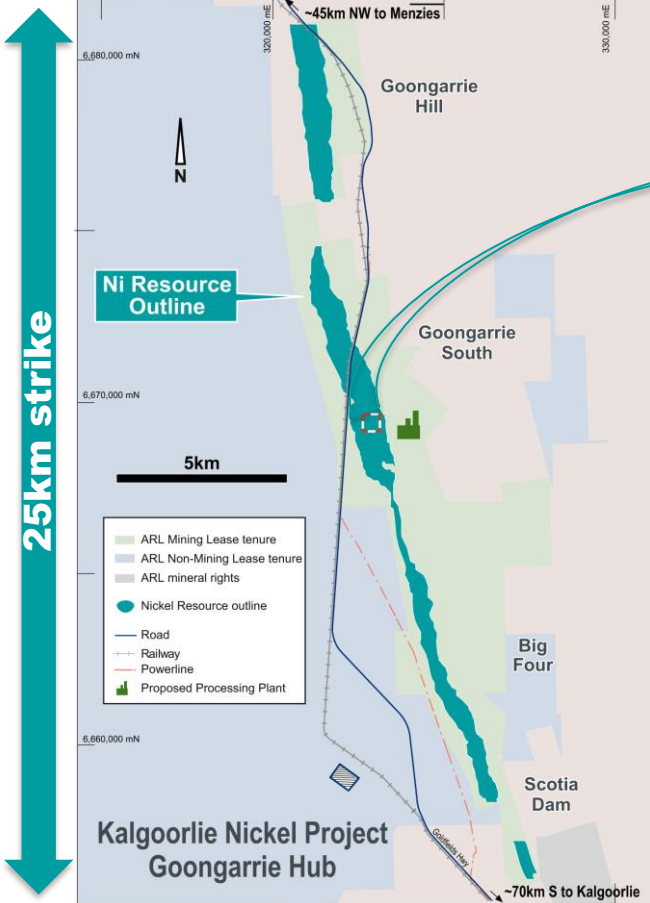 ~45km NW to Menzies
320,000 mE
330,000 mE
6,680,000 mN
Goongarrie
Hill
N
Ni Resource
Outline
Goongarrie
South
25km strike
6,670,000 mN
5km
ARL Mining Lease tenure
ARL Non-Mining Lease tenure
ARL mineral rights
Nickel Resource outline
Road
Railway
Powerline
Proposed Processing Plant
Big
Four
6,660,000 mN
Scotia
Dam
Kalgoorlie Nickel Project
Goongarrie Hub
Goldfields Hwy
~70km S to Kalgoorlie